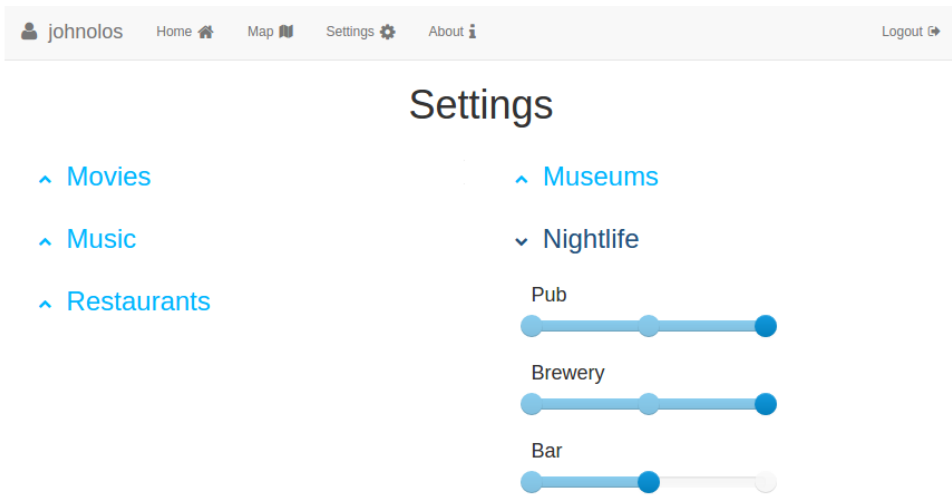 johnolos Home Map Settings About Logout
Settings
Movies
Music
Restaurants
Museums
Nightlife
Pub
Brewery
Bar